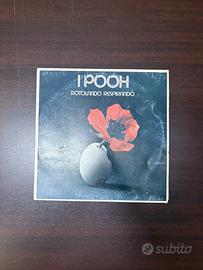 I POOH
ROTOLANDO RESPIRANDO
subito